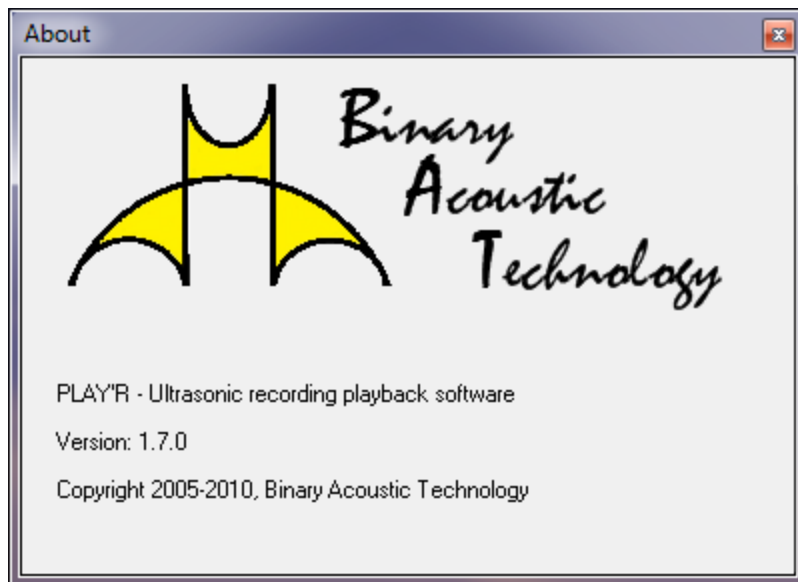 About
Binary
Acoustic
Technology
PLAY'R - Ultrasonic recording playback software
Version: 1.7.0
Copyright 2005-2010, Binary Acoustic Technology